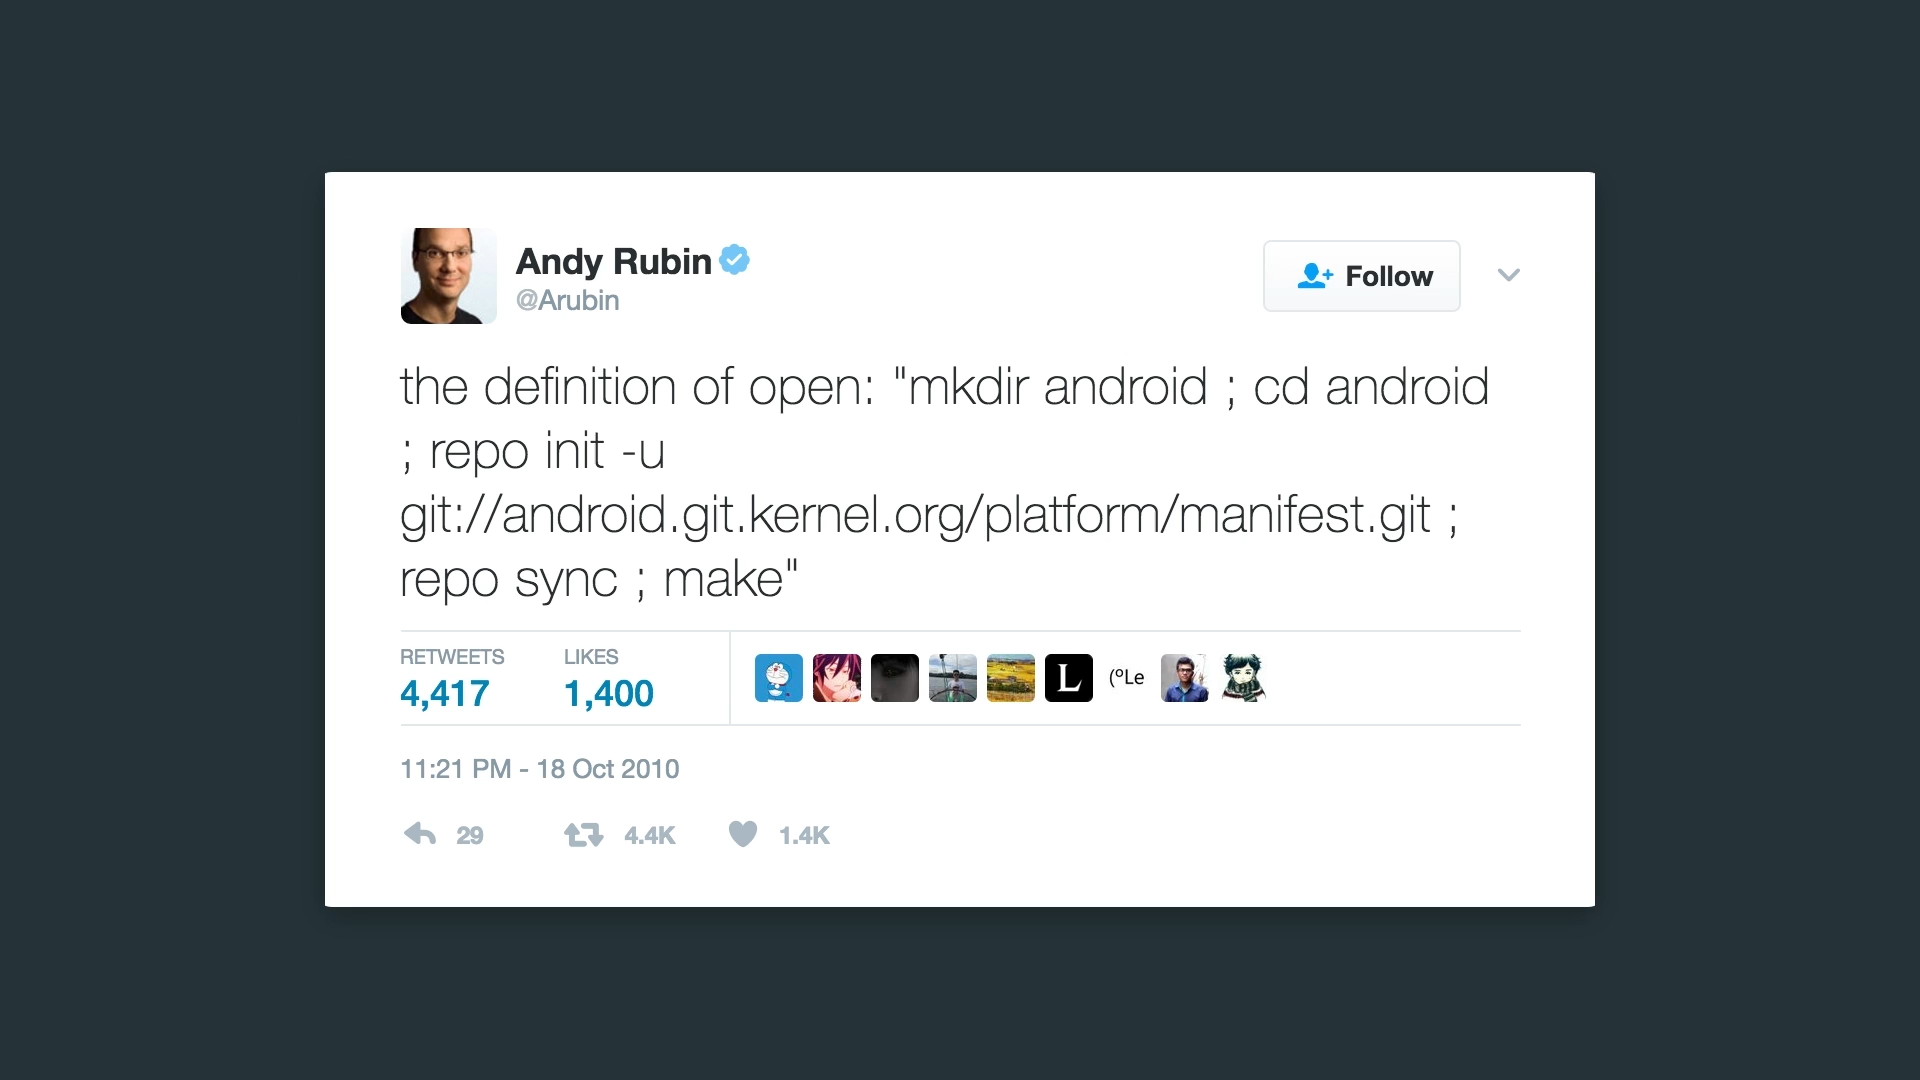 Andy Rubin
@Arubin
Follow
the definition of open: "mkdir android ; cd android
; repo init -u
git://android.git.kernel.org/platform/manifest.git ;
repo sync ; make"
RETWEETS LIKES
4,417 1,400
L (ºLe
11:21 PM - 18 Oct 2010
29 4.4K 1.4K